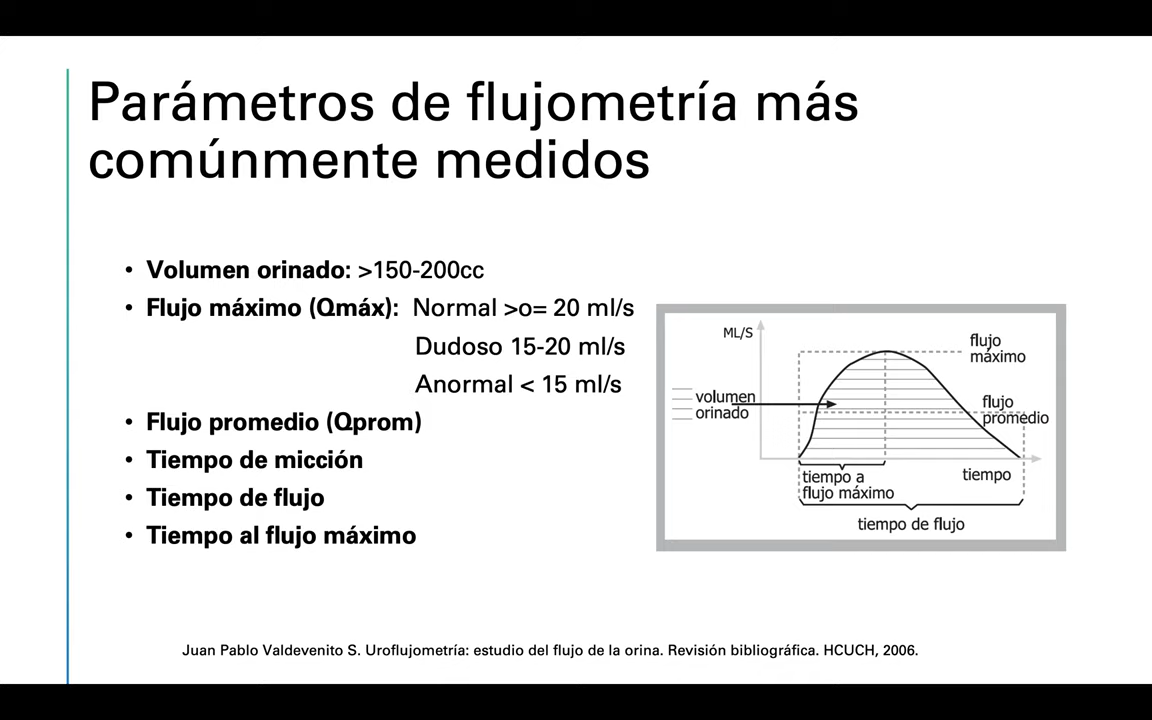 Parámetros de flujometría más
comúnmente medidos
• Volumen orinado: >150-200cc
• Flujo máximo (Qmáx): Normal >o= 20 ml/s
Dudoso 15-20 ml/s
Anormal < 15 ml/s
• Flujo promedio (Qprom)
• Tiempo de micción
• Tiempo de flujo
• Tiempo al flujo máximo
ML/S
flujo
máximo
volumen
orinado
flujo
promedio
tiempo a
flujo máximo
tiempo
tiempo de flujo
Juan Pablo Valdevenito S. Uroflujometría: estudio del flujo de la orina. Revisión bibliográfica. HCUCH, 2006.